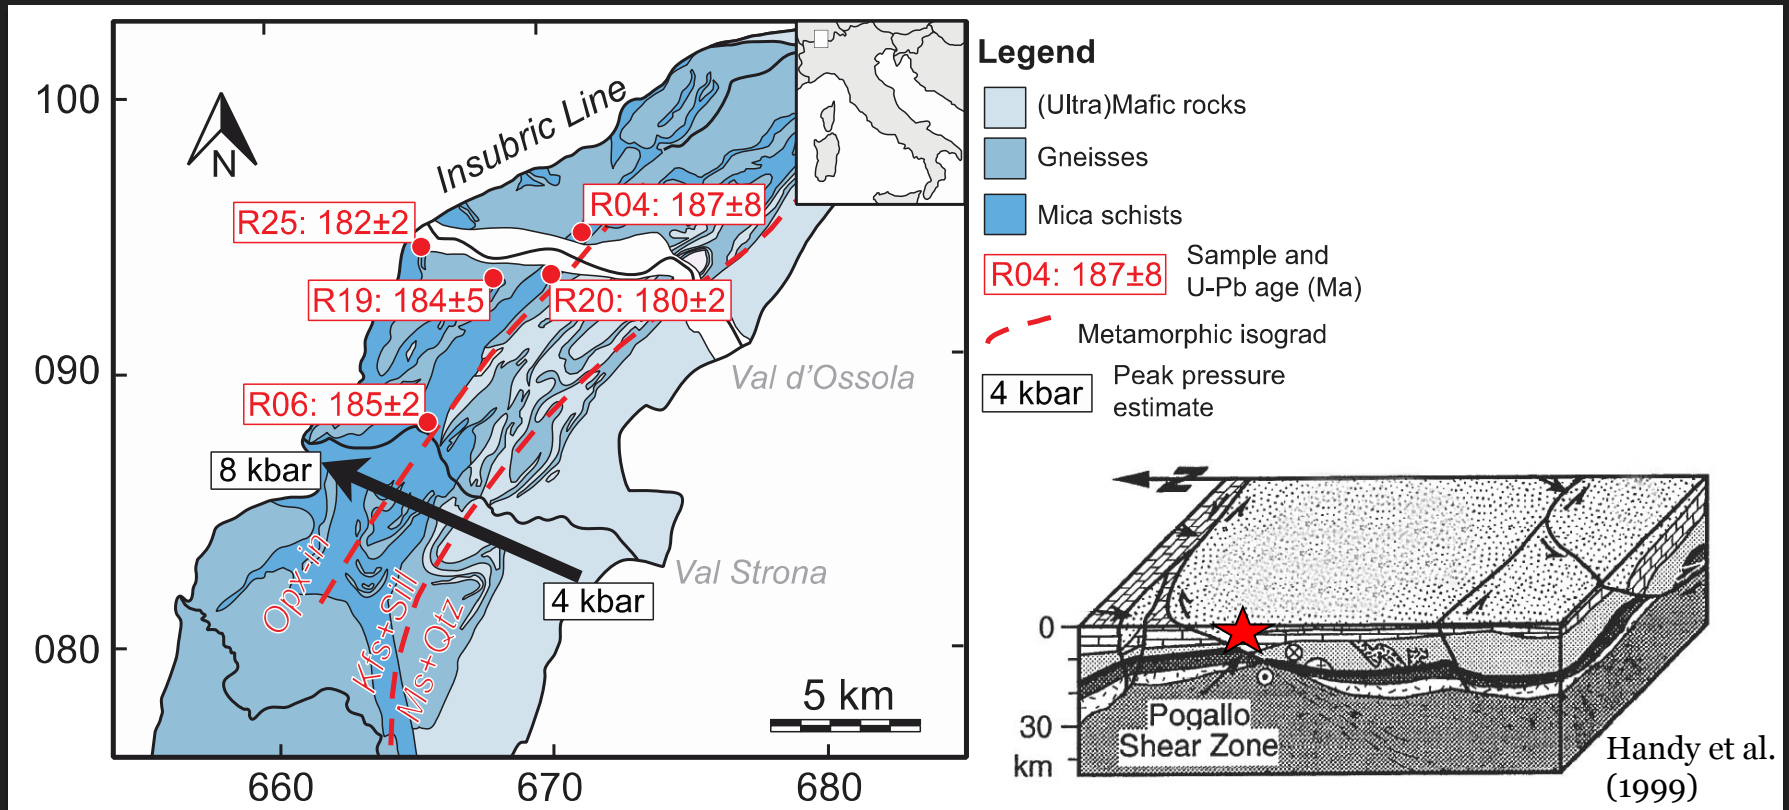 100
090
080
660
670
680
N
Insubric Line
R25: 182±2
R04: 187±8
R19: 184±5
R20: 180±2
R06: 185±2
Val d'Ossola
8 kbar
4 kbar
Val Strona
Opx-in
Kfs+Sill
Ms+Qtz
5 km
Legend
(Ultra)Mafic rocks
Gneisses
Mica schists
R04: 187±8
Sample and
U-Pb age (Ma)
Metamorphic isograd
4 kbar
Peak pressure
estimate
N
0
30
km
Pogallo
Shear Zone
Handy et al.
(1999)